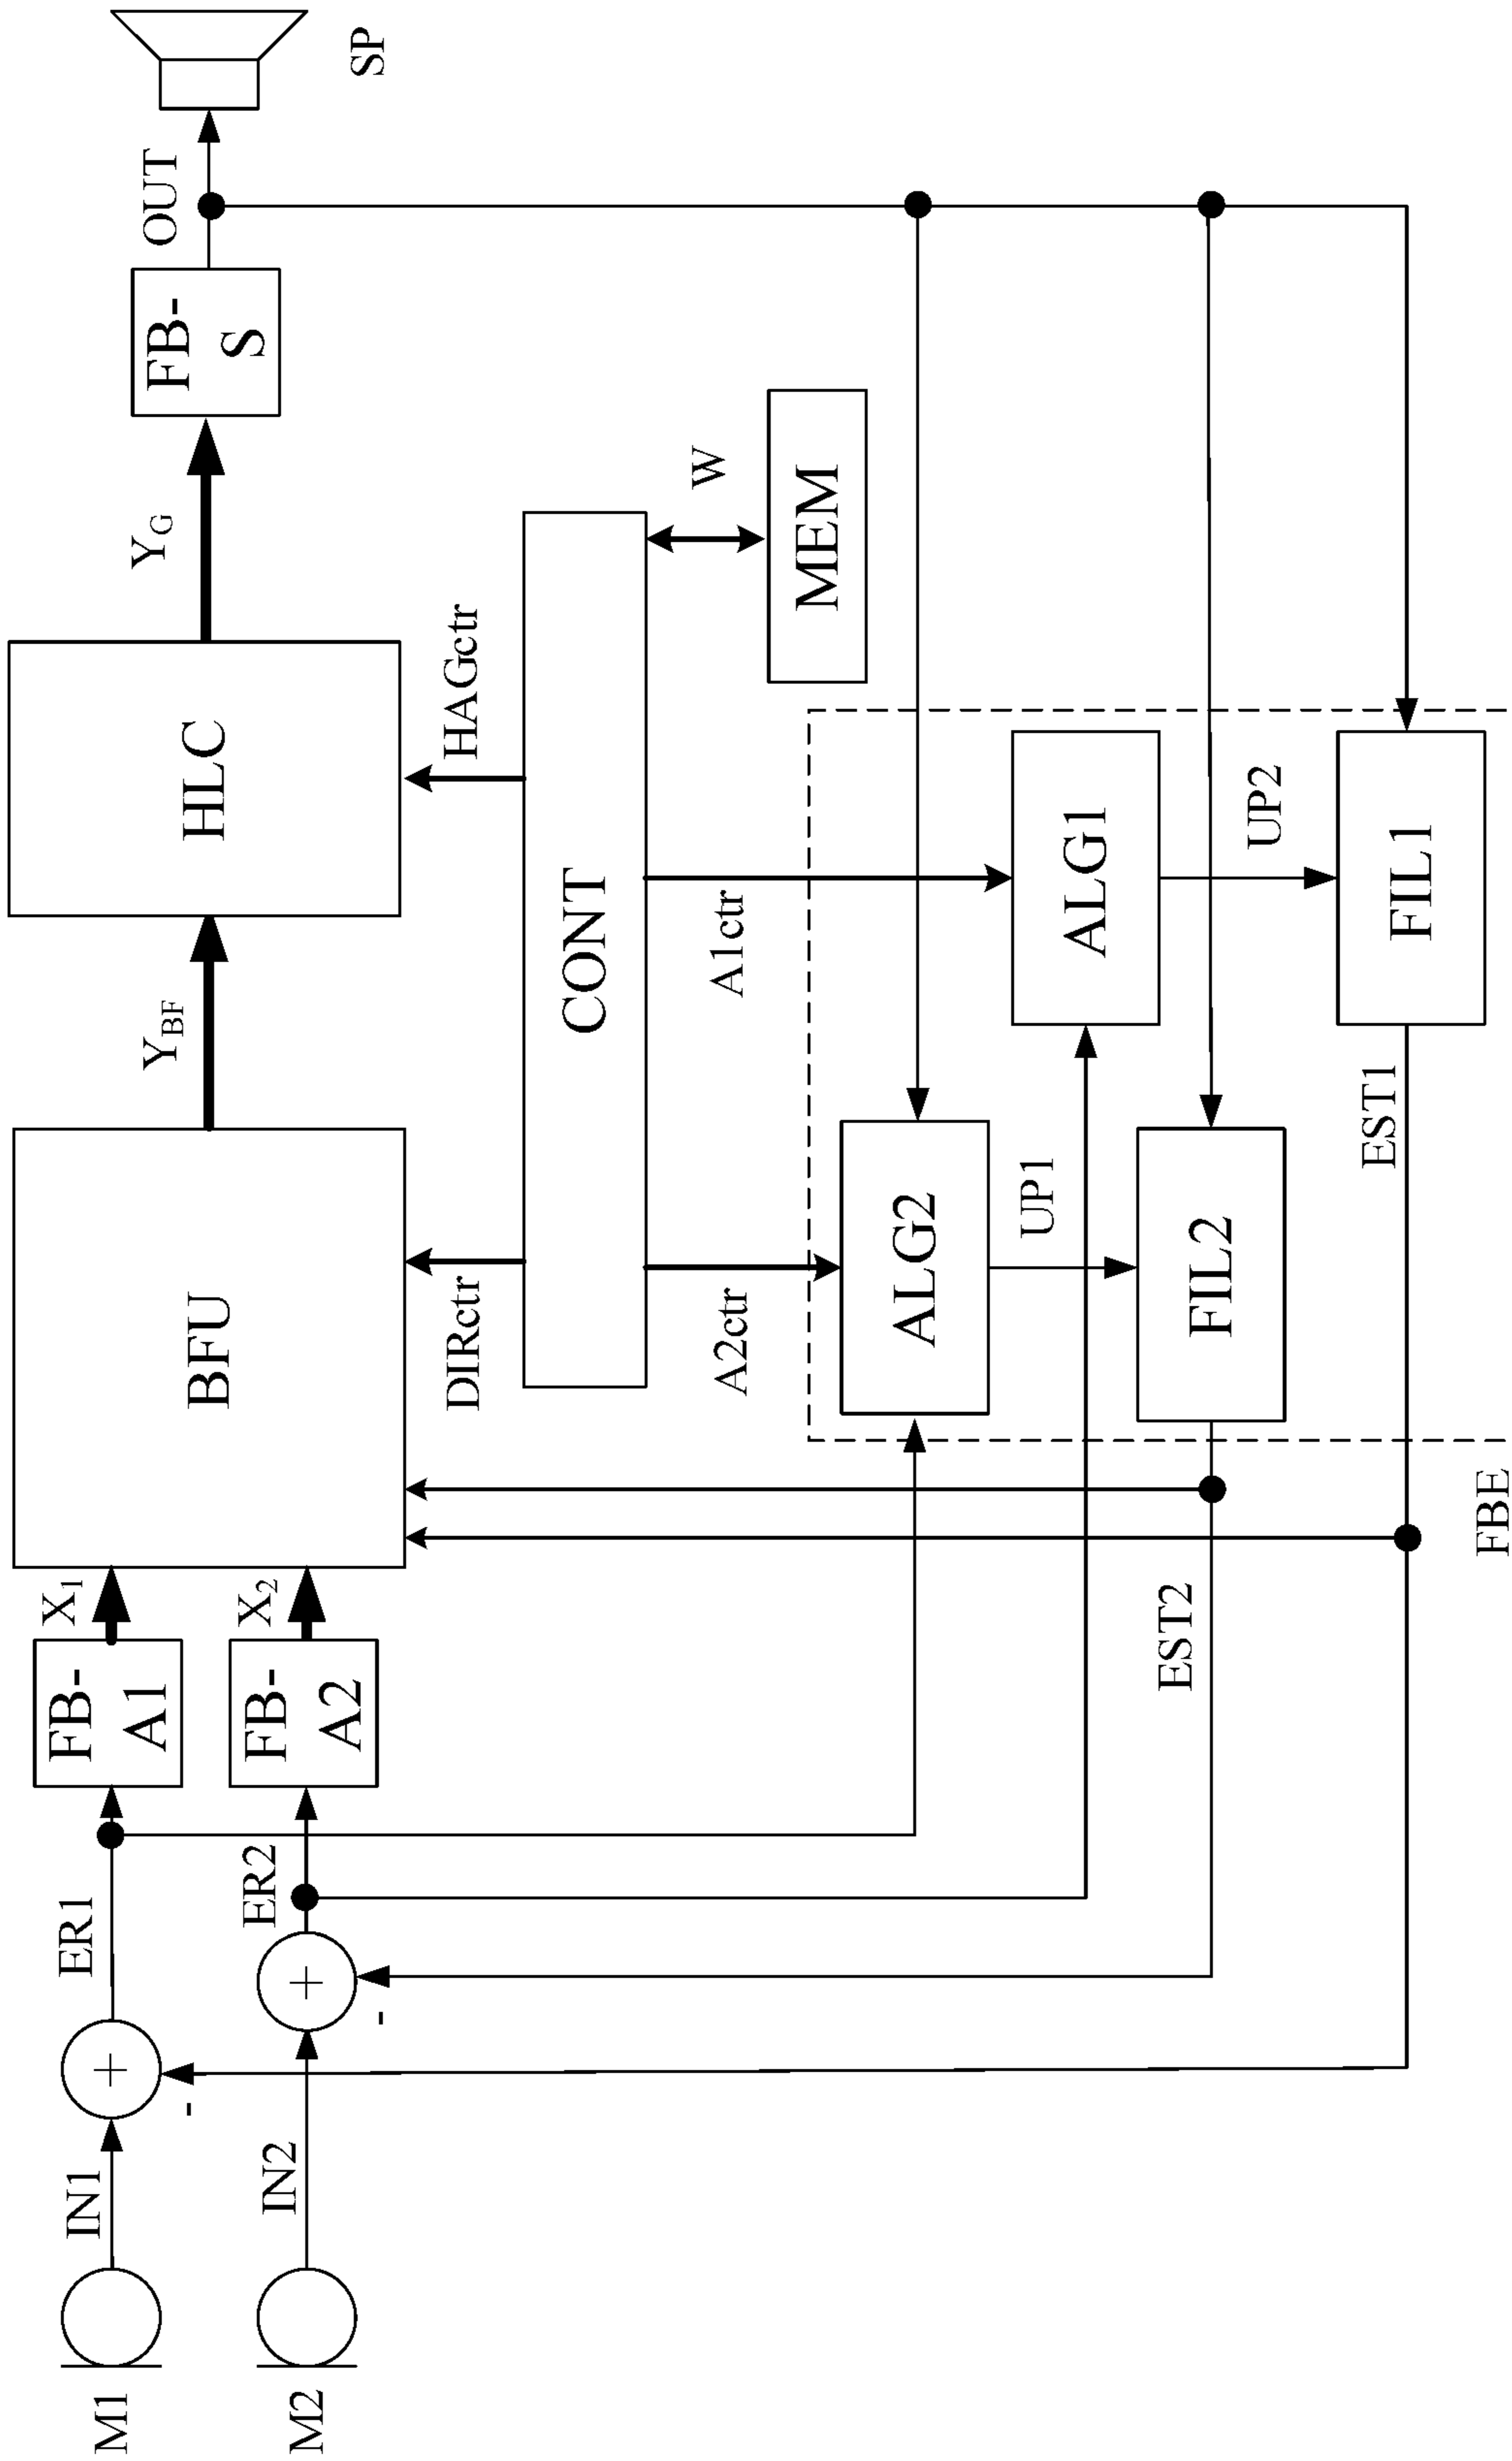 M1
IN1
ER1
FB-
A1
X1
M2
IN2
ER2
FB-
A2
X2
BFU
YBF
HLC
YG
FB-
S
OUT
SP
DIRctr
HAGctr
CONT
W
MEM
A2ctr
A1ctr
ALG2
ALG1
UP1
UP2
FIL2
FIL1
EST2
EST1
FBE
-
-